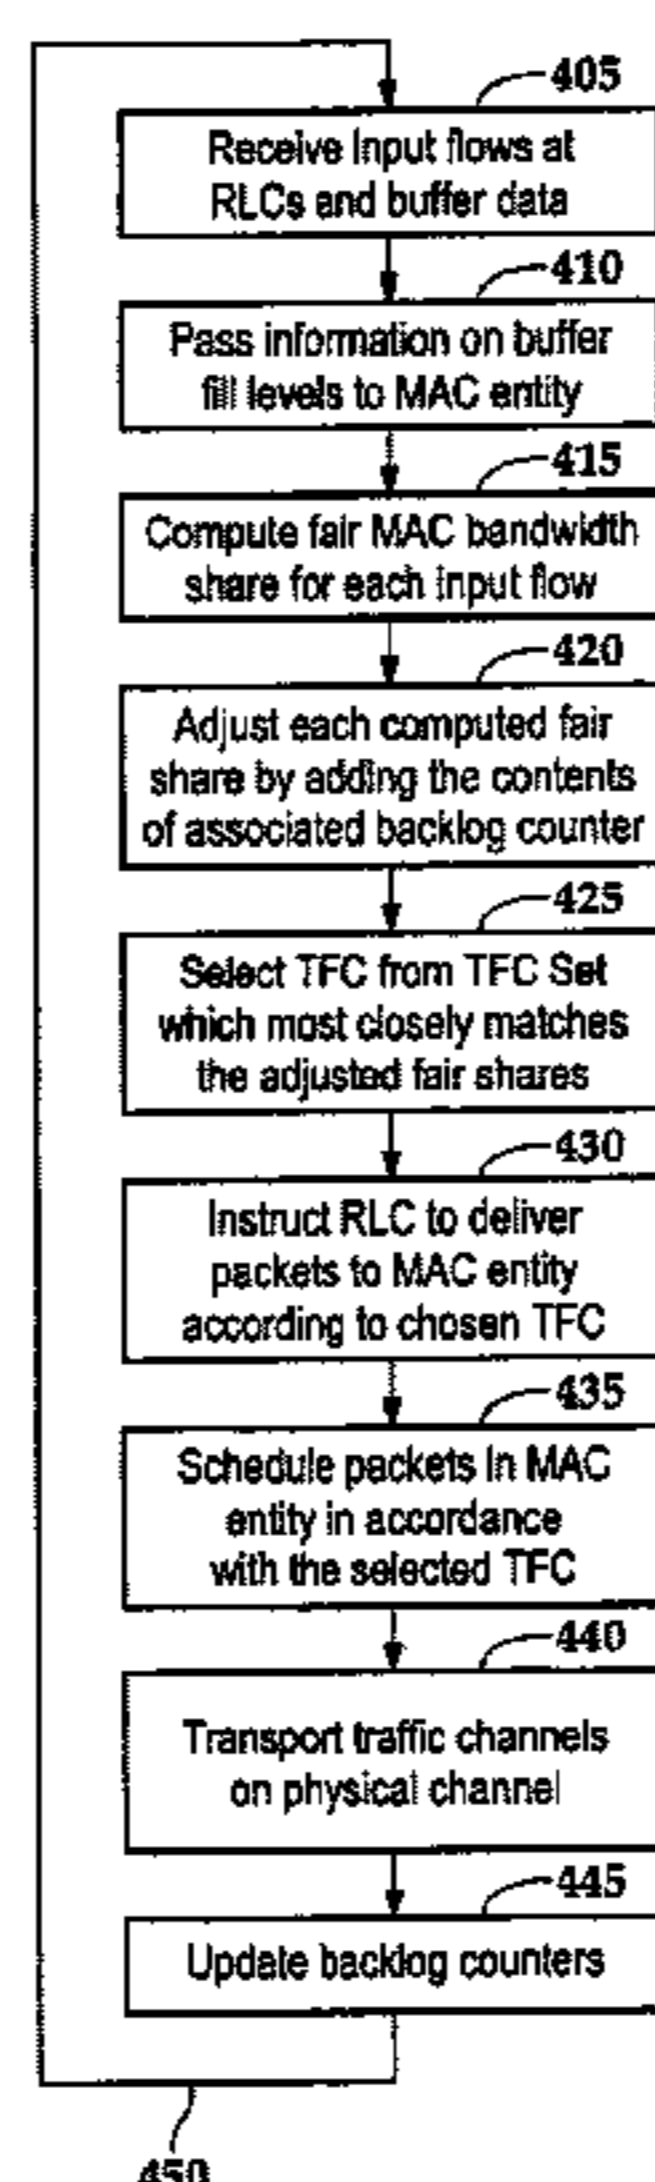 405
Receive Input flows at
RLCs and buffer data
410
Pass information on buffer
fill levels to MAC entity
415
Compute fair MAC bandwidth
share for each input flow
420
Adjust each computed fair
share by adding the contents
of associated backlog counter
425
Select TFC from TFC Set
which most closely matches
the adjusted fair shares
430
Instruct RLC to deliver
packets to MAC entity
according to chosen TFC
435
Schedule packets in MAC
entity in accordance
with the selected TFC
440
Transport traffic channels
on physical channel
445
Update backlog counters
450